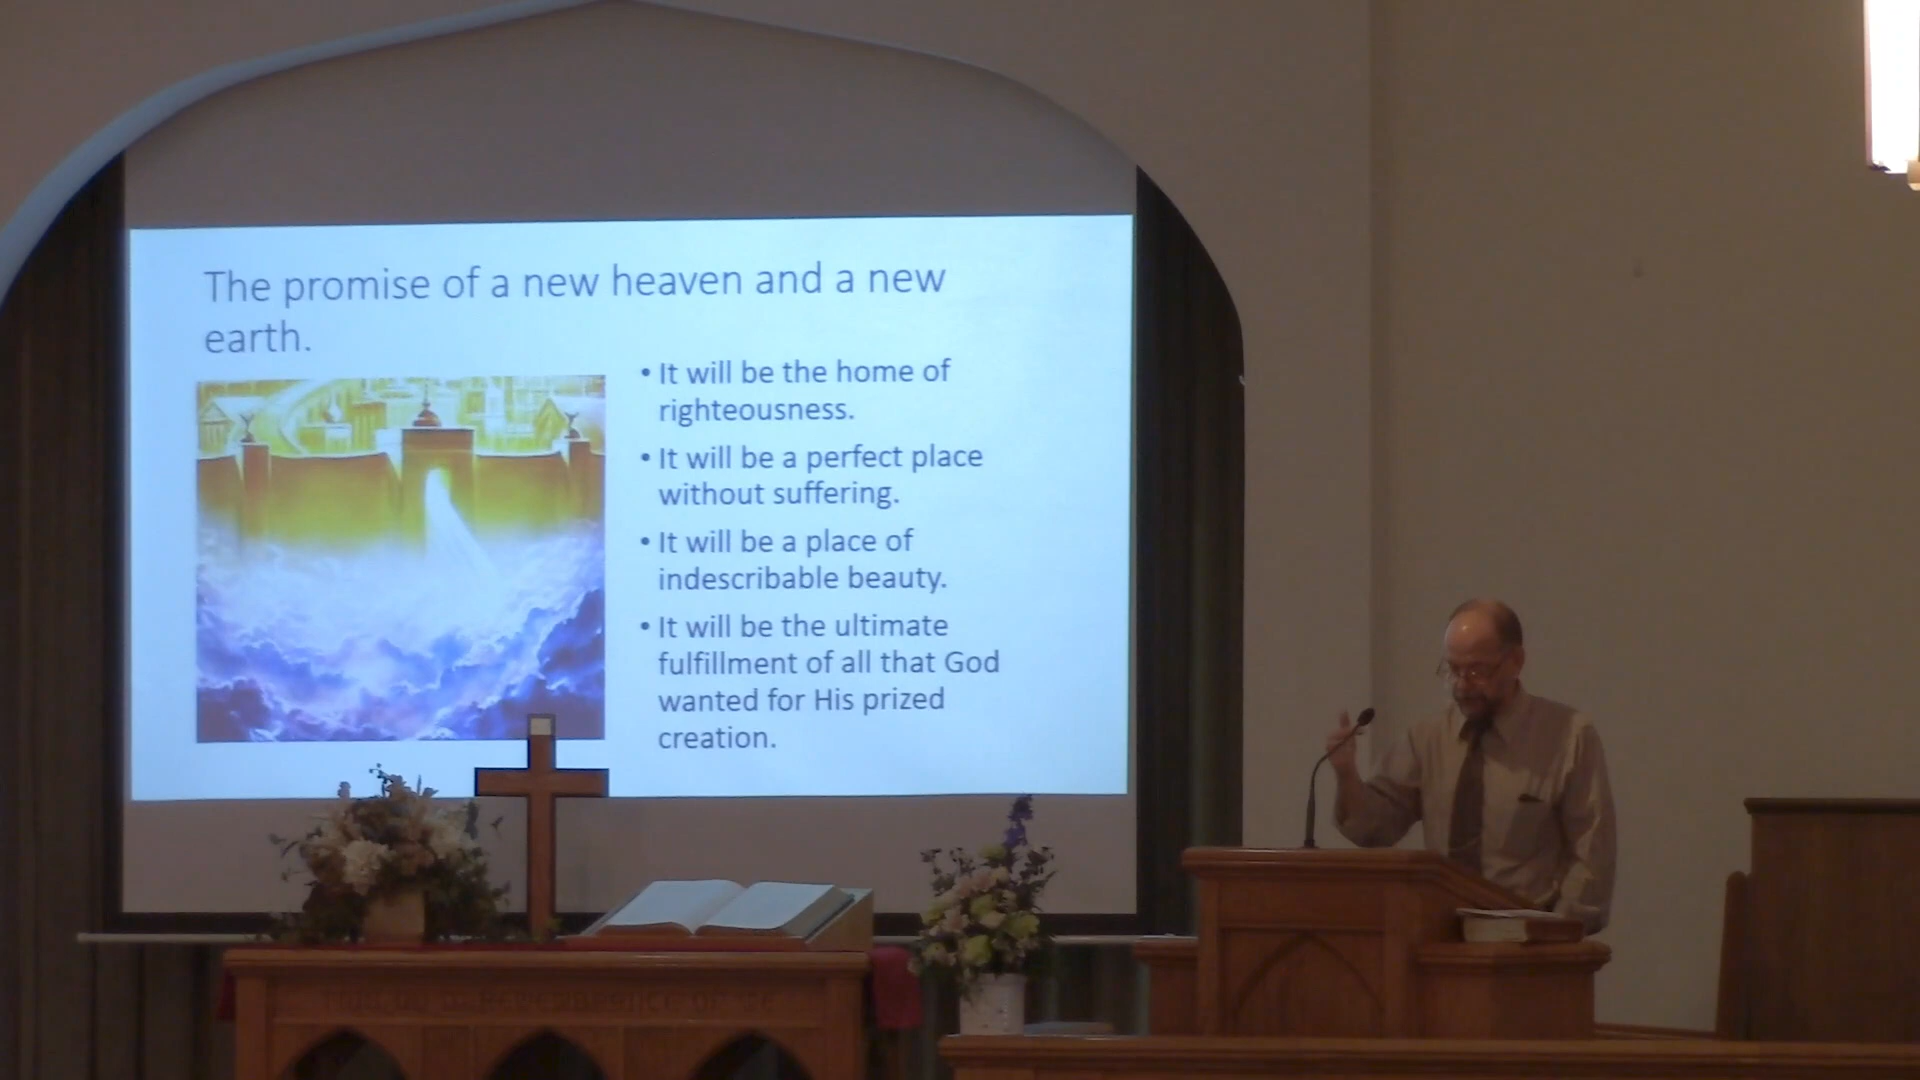 The promise of a new heaven and a new
earth.
• It will be the home of
righteousness.
• It will be a perfect place
without suffering.
• It will be a place of
indescribable beauty.
• It will be the ultimate
fulfillment of all that God
wanted for His prized
creation.